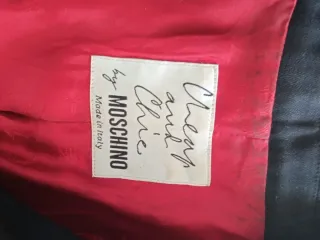 Cheap
and
Chic
by MOSCHINO
Made in Italy